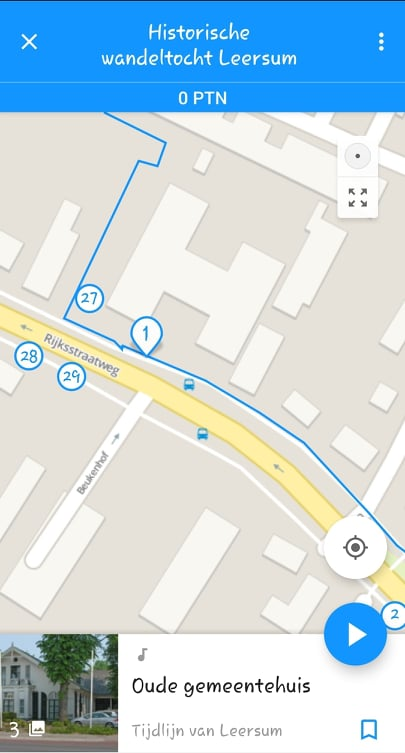 Historische
wandeltocht Leersum
0 PTN
27
1
Rijksstraatweg
28
29
Beukenhof
2
Oude gemeentehuis
3
Tijdlijn van Leersum